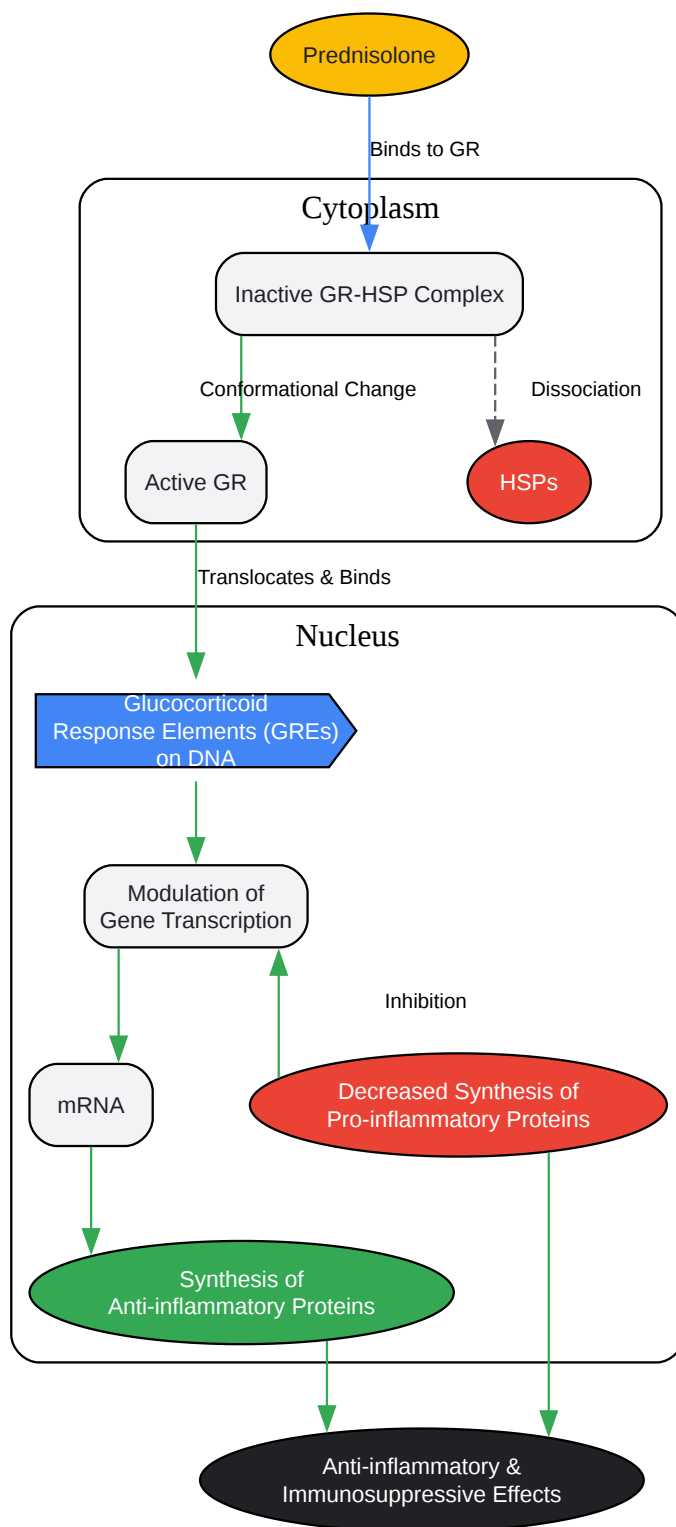 Prednisolone
Binds to GR
Cytoplasm
Inactive GR-HSP Complex
Conformational Change
Dissociation
Active GR
HSPs
Translocates & Binds
Nucleus
Glucocorticoid
Response Elements (GREs)
on DNA
Modulation of
Gene Transcription
Inhibition
mRNA
Decreased Synthesis of
Pro-inflammatory Proteins
Synthesis of
Anti-inflammatory Proteins
Anti-inflammatory &
Immunosuppressive Effects